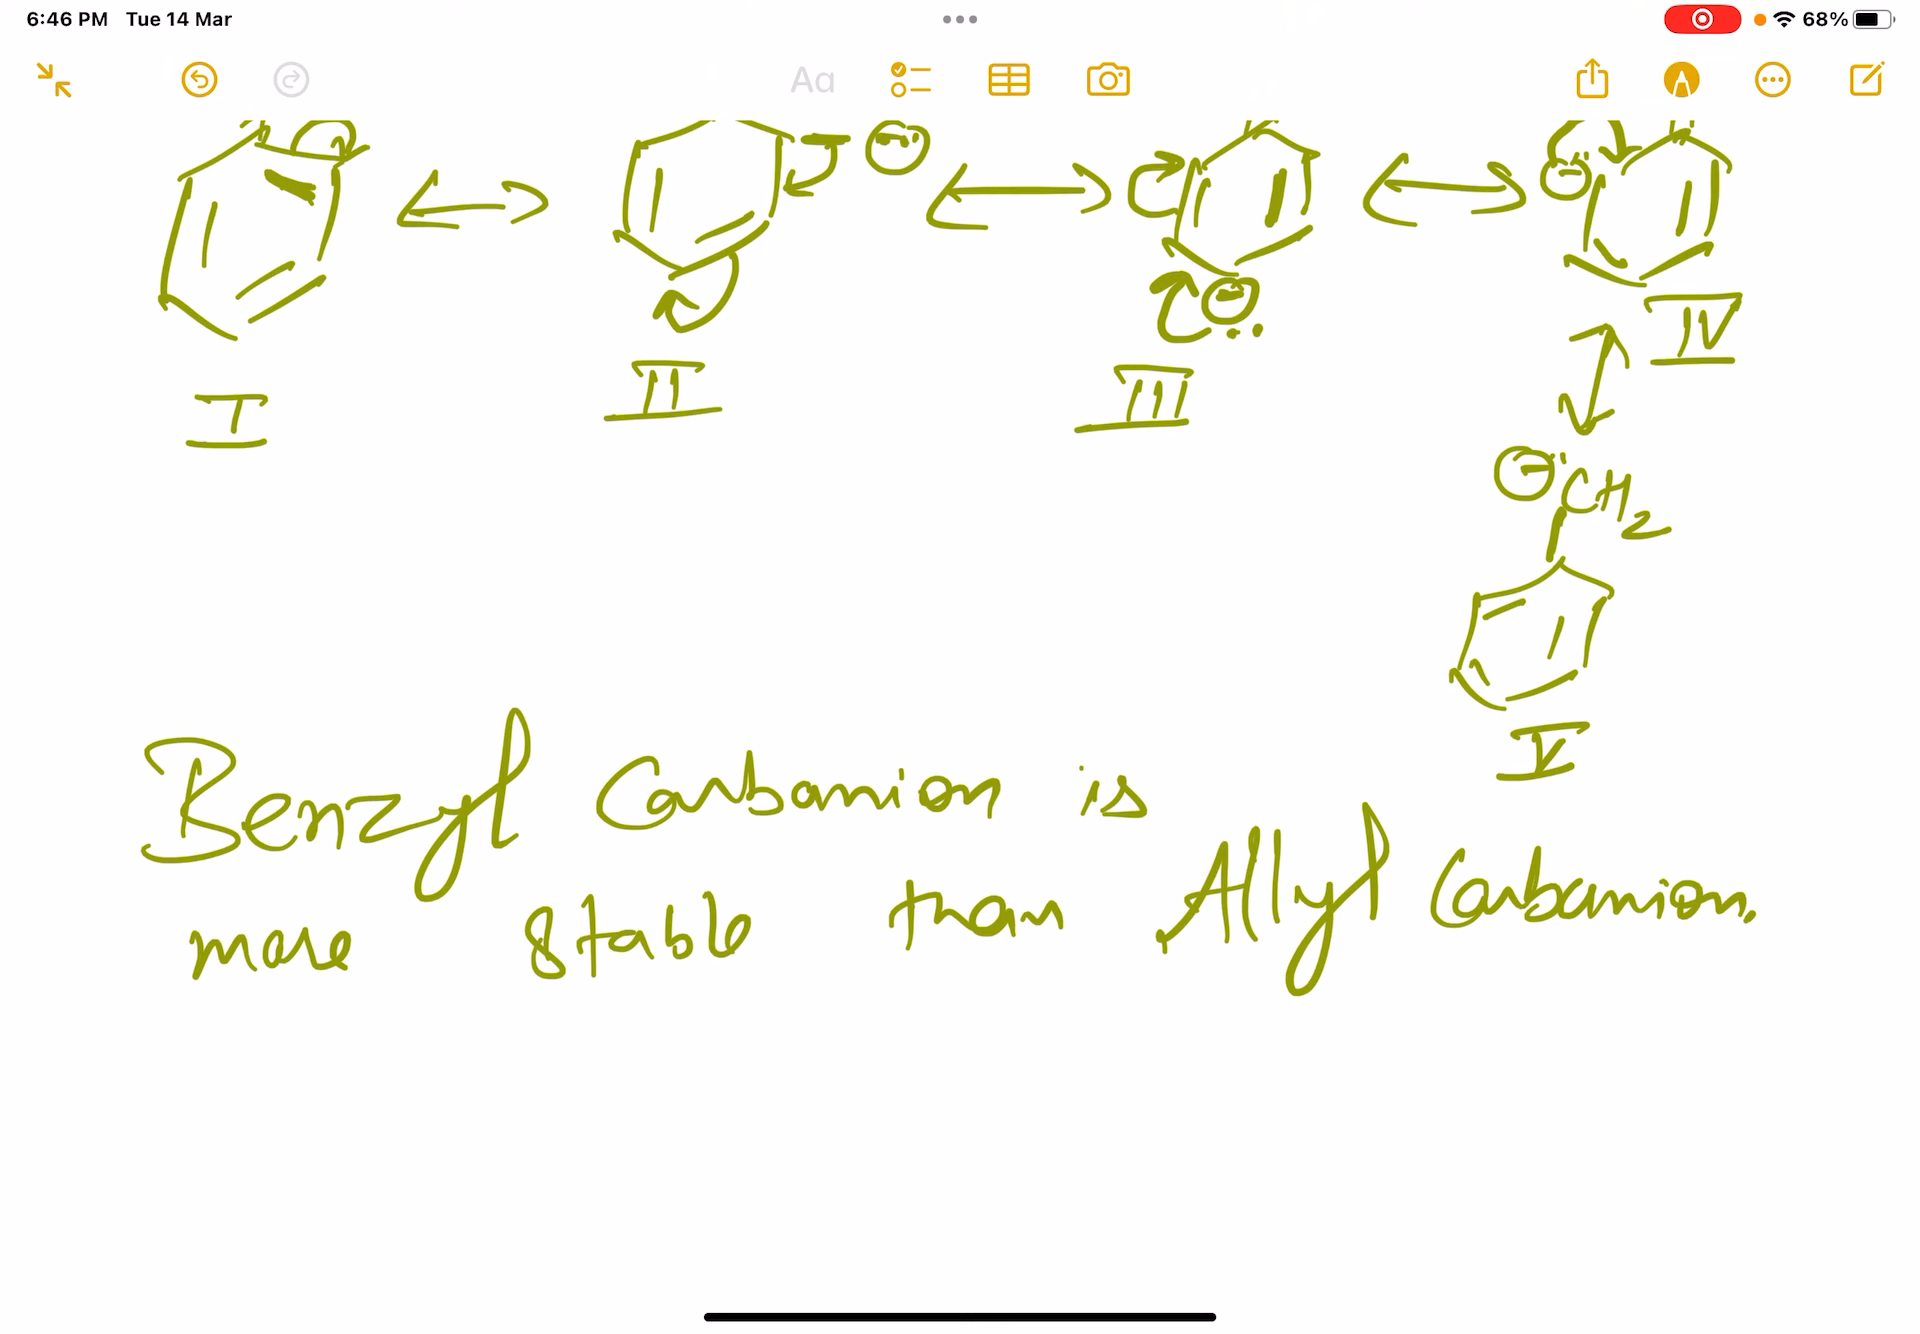 6:46 PM Tue 14 Mar
68%
Aa
I
II
III
IV
⊖ :CH2
V
Benzyl Carbanion is
more stable than Allyl Carbanion.